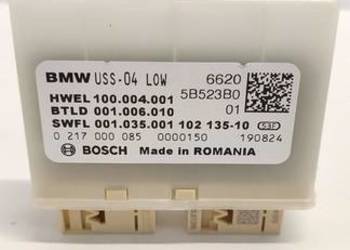 BMW USS-04 LOW 6620
HWEL 100.004.001 5B523B0
BTLD 001.006.010 01
SWFL 001.035.001 102 135-10
0 217 000 085 0000150 190824
BOSCH Made in ROMANIA